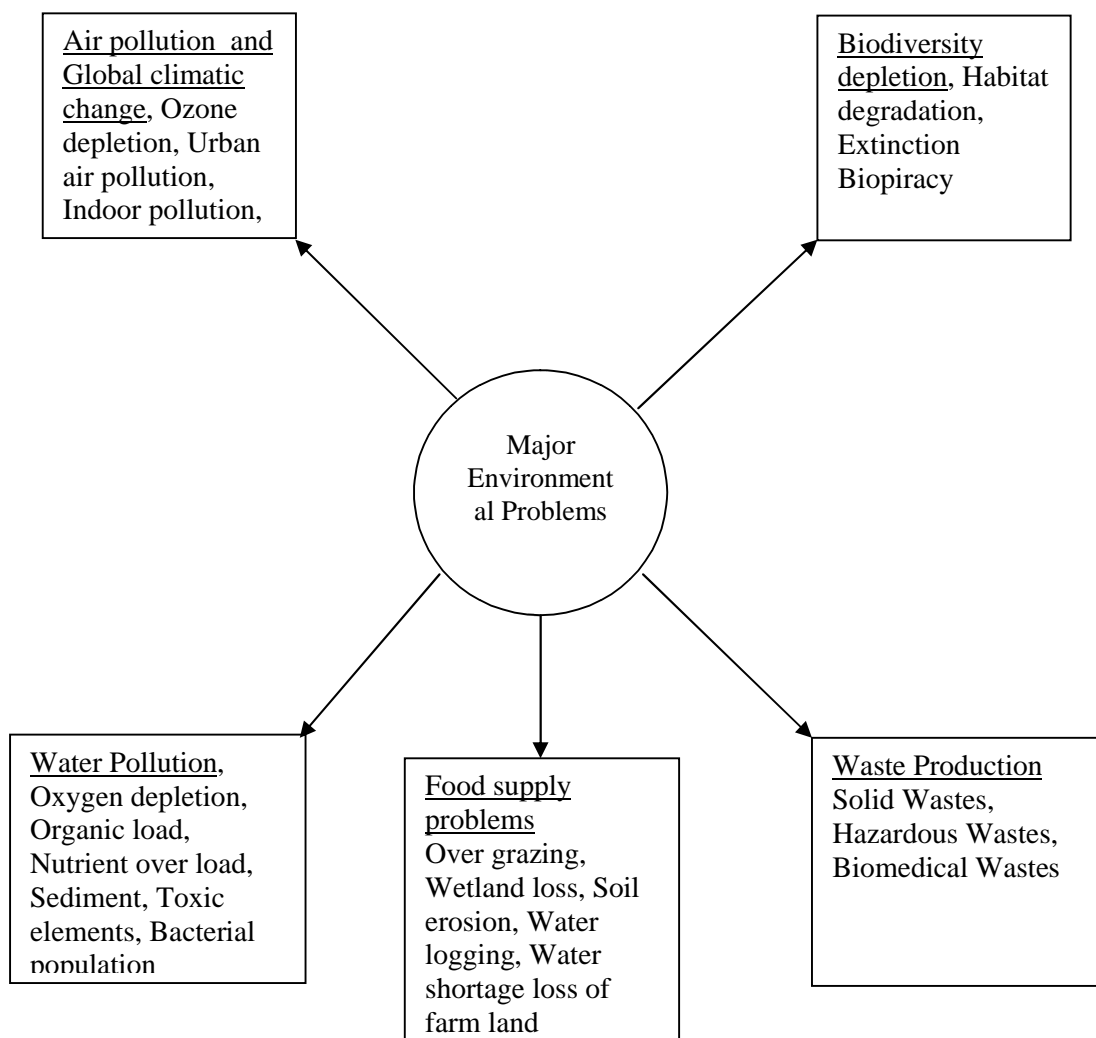 Air pollution and
Global climatic
change, Ozone
depletion, Urban
air pollution,
Indoor pollution,
Biodiversity
depletion, Habitat
degradation,
Extinction
Biopiracy
Major
Environment
al Problems
Water Pollution,
Oxygen depletion,
Organic load,
Nutrient over load,
Sediment, Toxic
elements, Bacterial
population
Food supply
problems
Over grazing,
Wetland loss, Soil
erosion, Water
logging, Water
shortage loss of
farm land
Waste Production
Solid Wastes,
Hazardous Wastes,
Biomedical Wastes